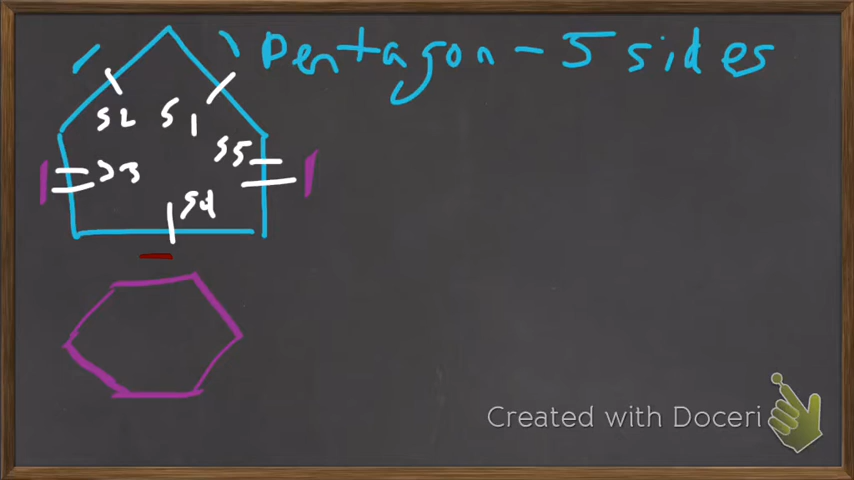 Pentagon - 5 sides
S2 S1
S5
S3
S4
Created with Doceri